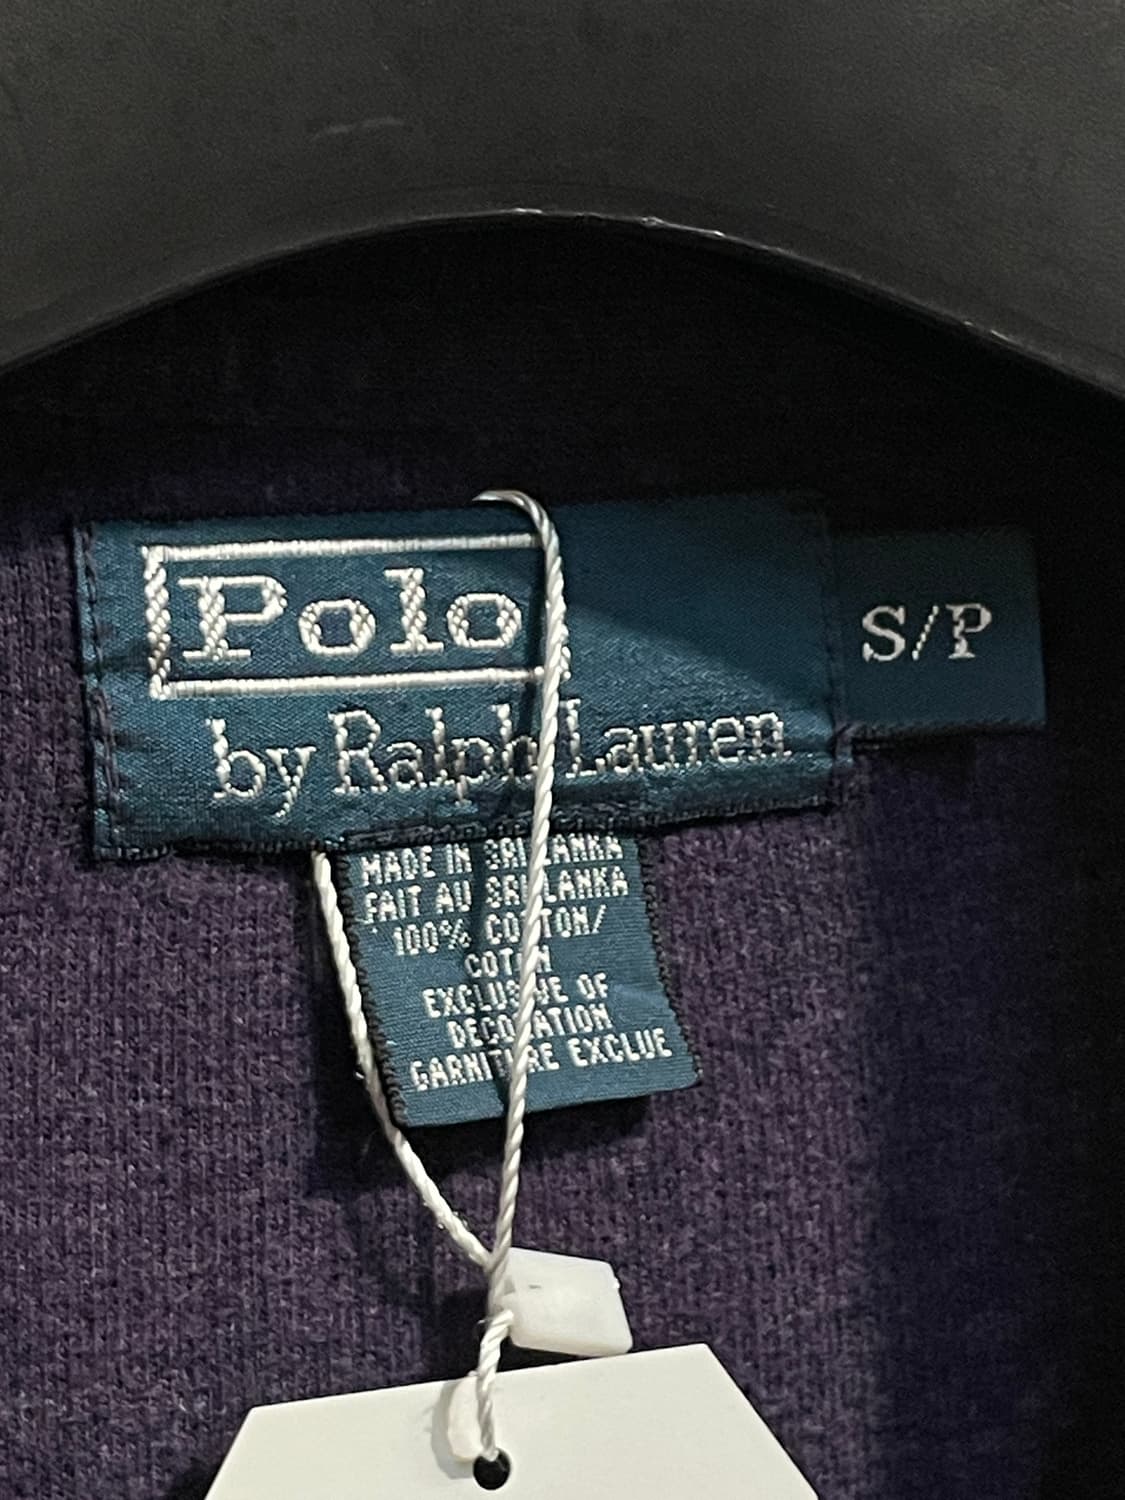 Polo
by Ralph Lauren
S/P
MADE IN SRI LANKA
FAIT AU SRI LANKA
100% COTTON/
COTON
EXCLUSIVE OF
DECORATION
GARNITURE EXCLUE